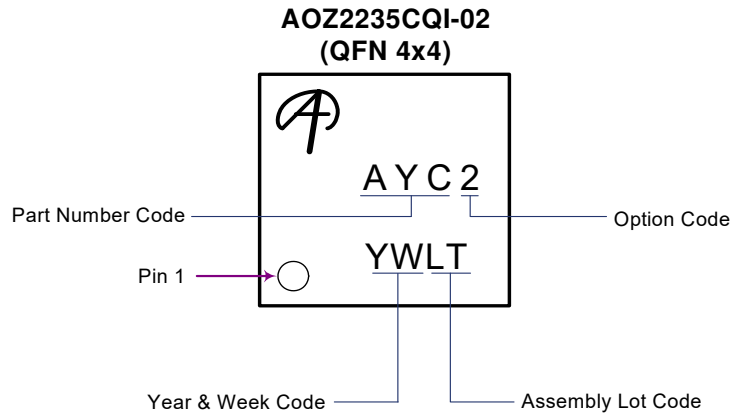 AOZ2235CQI-02
(QFN 4x4)
AYC2
Part Number Code
Option Code
YWLT
Pin 1
Year & Week Code
Assembly Lot Code